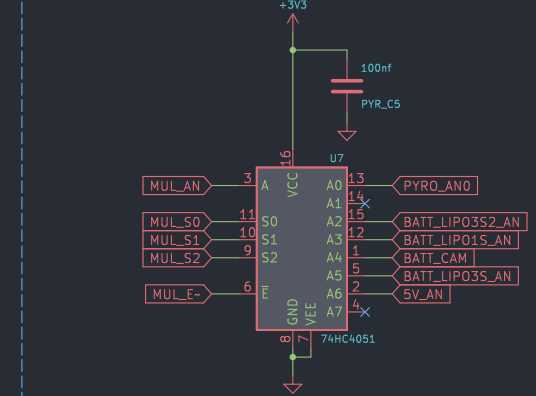 +3V3
100nf
PYR_C5
U7
16
VCC
MUL_AN 3 A A0 13 PYRO_AN0
A1 14
MUL_S0 11 S0 A2 15 BATT_LIPO3S2_AN
MUL_S1 10 S1 A3 12 BATT_LIPO1S_AN
MUL_S2 9 S2 A4 1 BATT_CAM
A5 5 BATT_LIPO3S_AN
MUL_E~ 6 E A6 2 5V_AN
A7 4
GND VEE
8 7 74HC4051